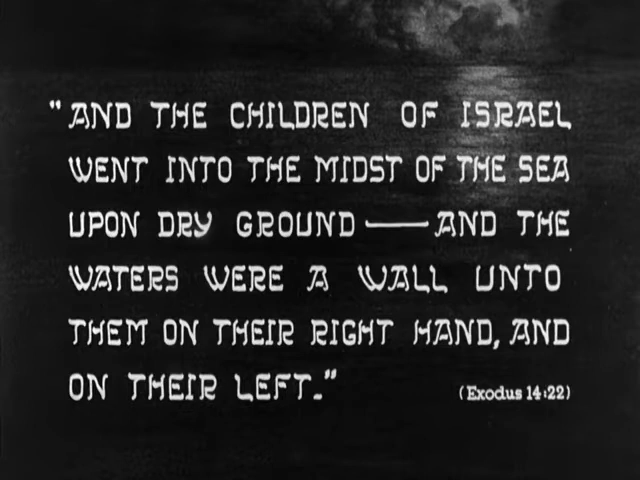 "AND THE CHILDREN OF ISRAEL
WENT INTO THE MIDST OF THE SEA
UPON DRY GROUND — AND THE
WATERS WERE A WALL UNTO
THEM ON THEIR RIGHT HAND, AND
ON THEIR LEFT." (Exodus 14:22)